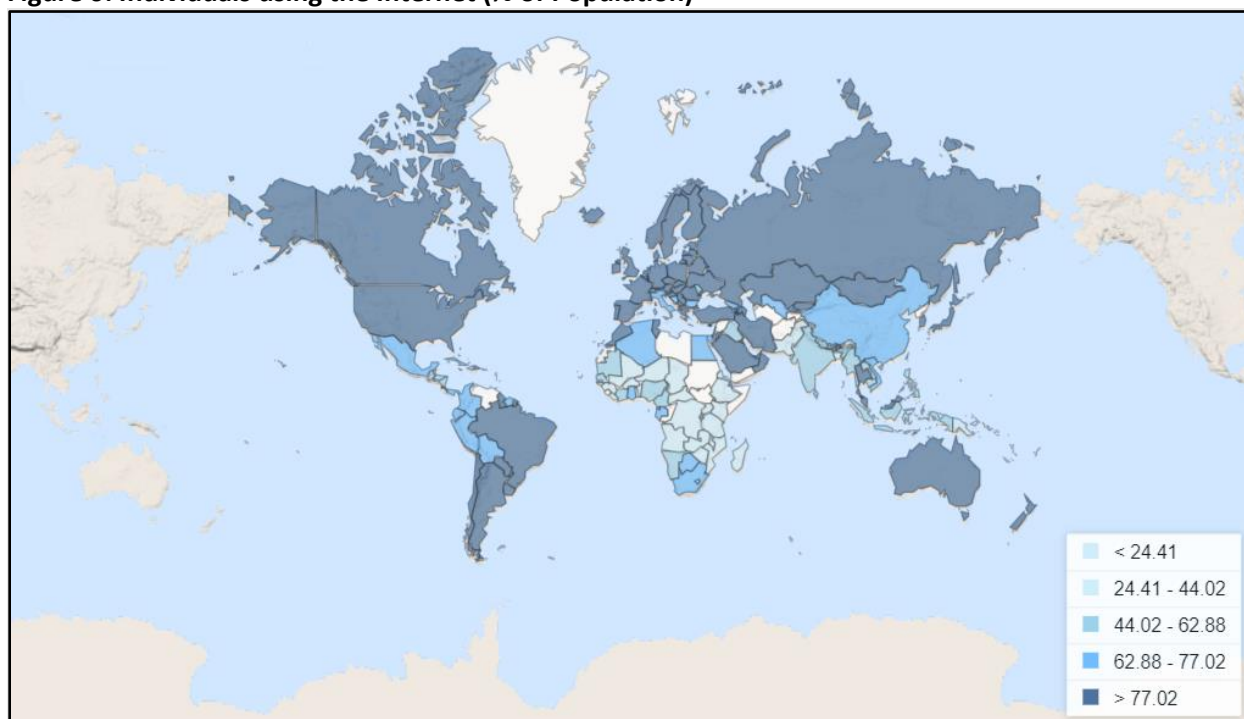 Figure 6: Individuals using the Internet (% of Population)
< 24.41
24.41 - 44.02
44.02 - 62.88
62.88 - 77.02
> 77.02